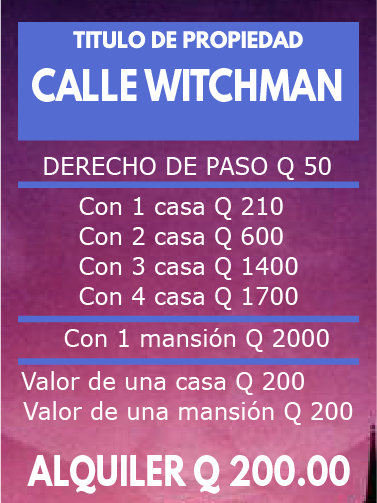 TITULO DE PROPIEDAD
CALLE WITCHMAN
DERECHO DE PASO Q 50
Con 1 casa Q 210
Con 2 casa Q 600
Con 3 casa Q 1400
Con 4 casa Q 1700
Con 1 mansión Q 2000
Valor de una casa Q 200
Valor de una mansión Q 200
ALQUILER Q 200.00